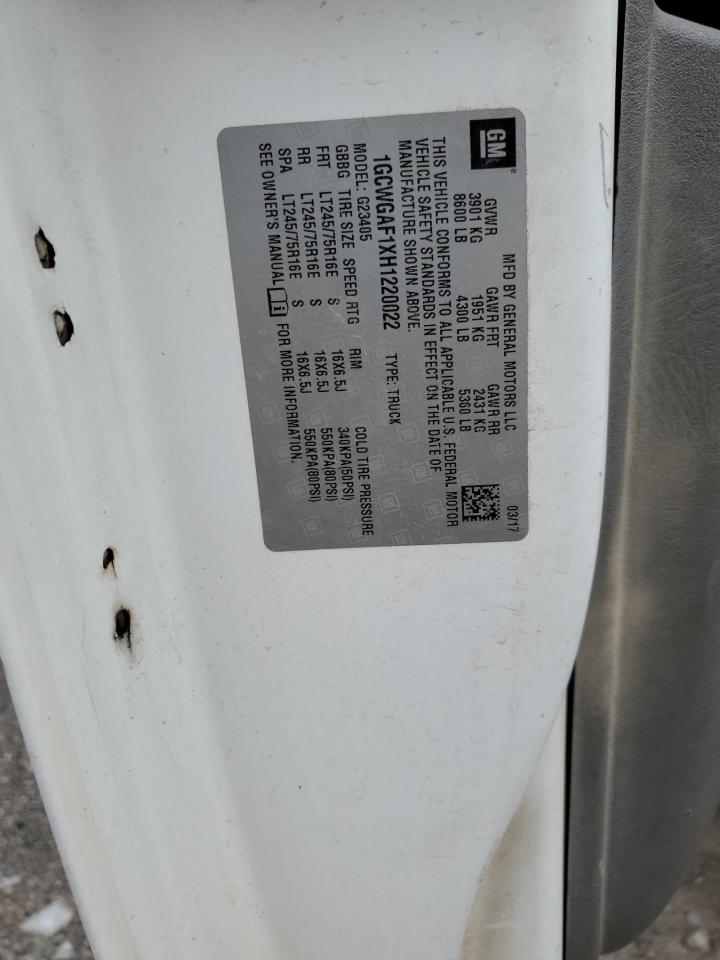 GM ®
MFD BY GENERAL MOTORS LLC 03/17
GVWR GAWR FRT GAWR RR
3901 KG 1951 KG 2431 KG
8600 LB 4300 LB 5360 LB
THIS VEHICLE CONFORMS TO ALL APPLICABLE U.S. FEDERAL MOTOR
VEHICLE SAFETY STANDARDS IN EFFECT ON THE DATE OF
MANUFACTURE SHOWN ABOVE.
1GCWGAF1XH1220022 TYPE: TRUCK
MODEL: G23405
GBBG TIRE SIZE SPEED RTG RIM COLD TIRE PRESSURE
FRT LT245/75R16E S 16X6.5J 340KPA(50PSI)
RR LT245/75R16E S 16X6.5J 550KPA(80PSI)
SPA LT245/75R16E S 16X6.5J 550KPA(80PSI)
SEE OWNER'S MANUAL FOR MORE INFORMATION.